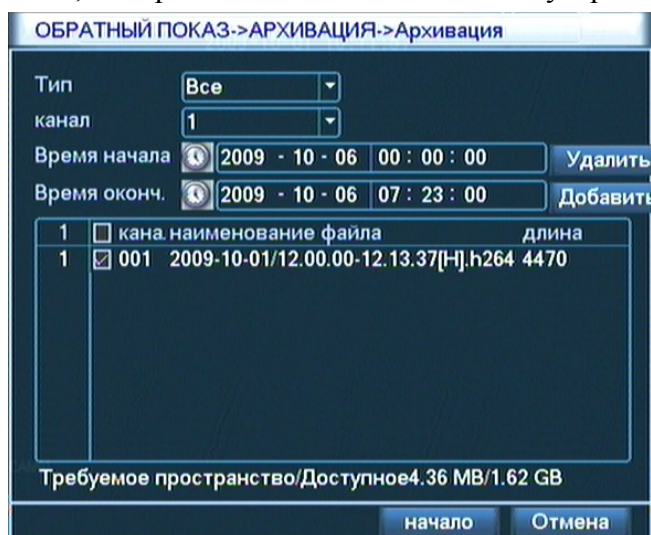 ОБРАТНЫЙ ПОКАЗ->АРХИВАЦИЯ->Архивация
Тип Все
канал 1
Время начала 2009 - 10 - 06 00 : 00 : 00 Удалить
Время оконч. 2009 - 10 - 06 07 : 23 : 00 Добавить
1 кана. наименование файла длина
1 001 2009-10-01/12.00.00-12.13.37[H].h264 4470
Требуемое пространство/Доступное4.36 MB/1.62 GB
начало Отмена